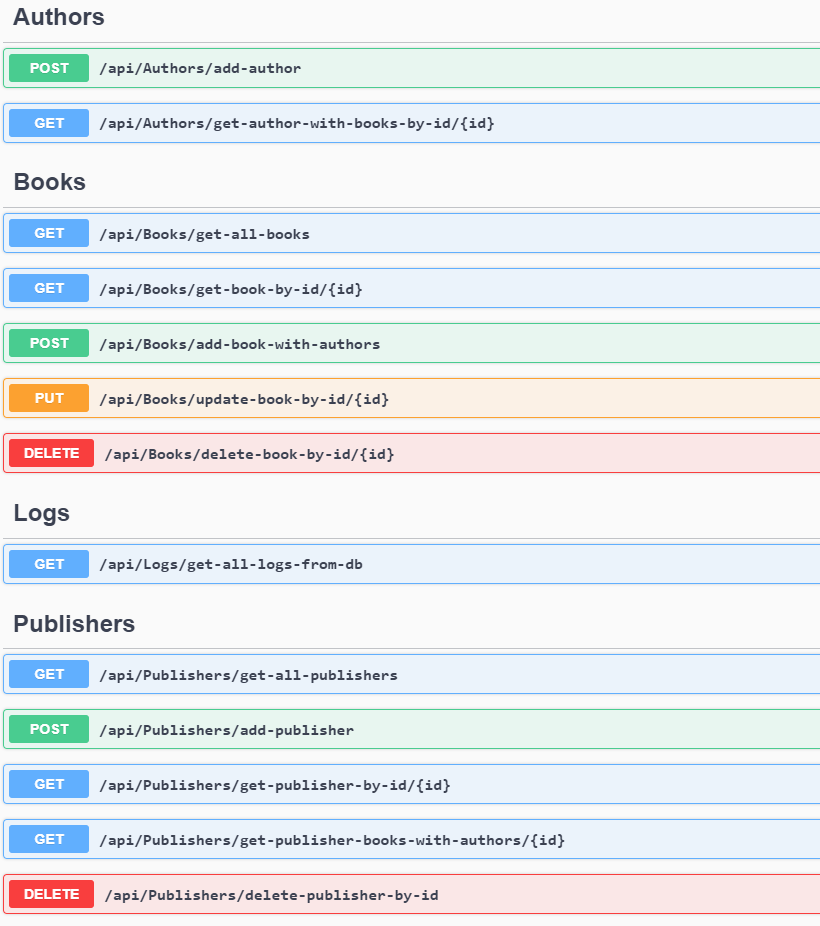 Authors
POST /api/Authors/add-author
GET /api/Authors/get-author-with-books-by-id/{id}
Books
GET /api/Books/get-all-books
GET /api/Books/get-book-by-id/{id}
POST /api/Books/add-book-with-authors
PUT /api/Books/update-book-by-id/{id}
DELETE /api/Books/delete-book-by-id/{id}
Logs
GET /api/Logs/get-all-logs-from-db
Publishers
GET /api/Publishers/get-all-publishers
POST /api/Publishers/add-publisher
GET /api/Publishers/get-publisher-by-id/{id}
GET /api/Publishers/get-publisher-books-with-authors/{id}
DELETE /api/Publishers/delete-publisher-by-id